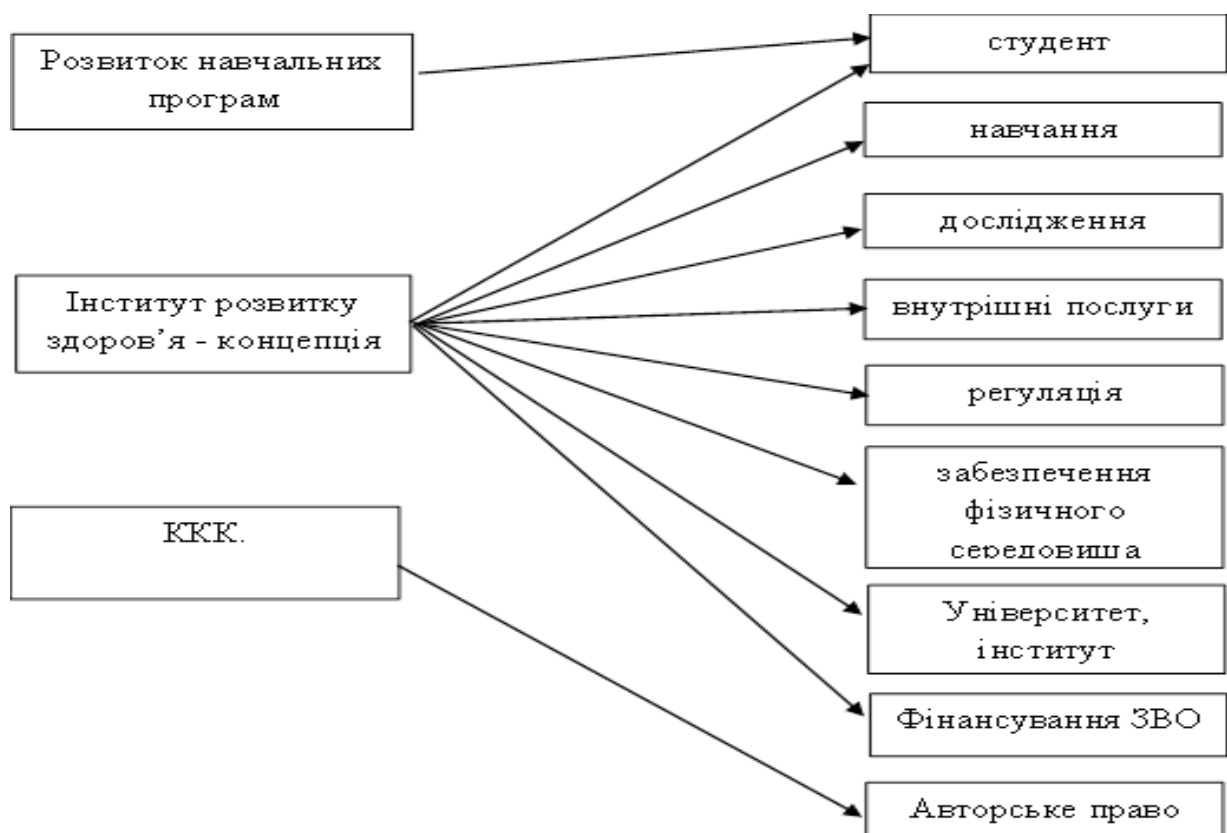 Розвиток навчальних
програм
Інститут розвитку
здоров’я - концепція
ККК.
студент
навчання
дослідження
внутрішні послуги
регуляція
забезпечення
фізичного
середовища
Університет,
інститут
Фінансування ЗВО
Авторське право